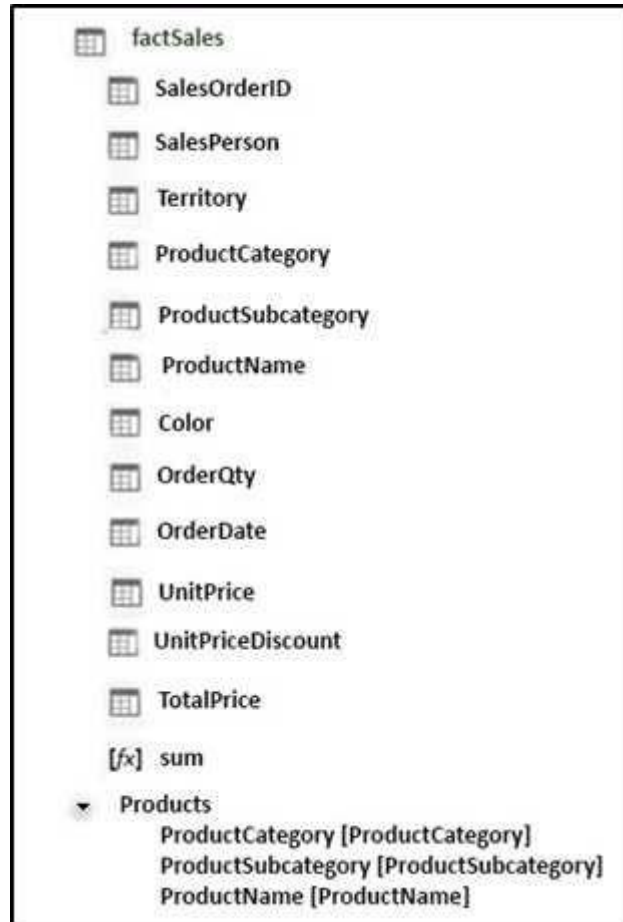 factSales
SalesOrderID
SalesPerson
Territory
ProductCategory
ProductSubcategory
ProductName
Color
OrderQty
OrderDate
UnitPrice
UnitPriceDiscount
TotalPrice
[fx] sum
Products
ProductCategory [ProductCategory]
ProductSubcategory [ProductSubcategory]
ProductName [ProductName]